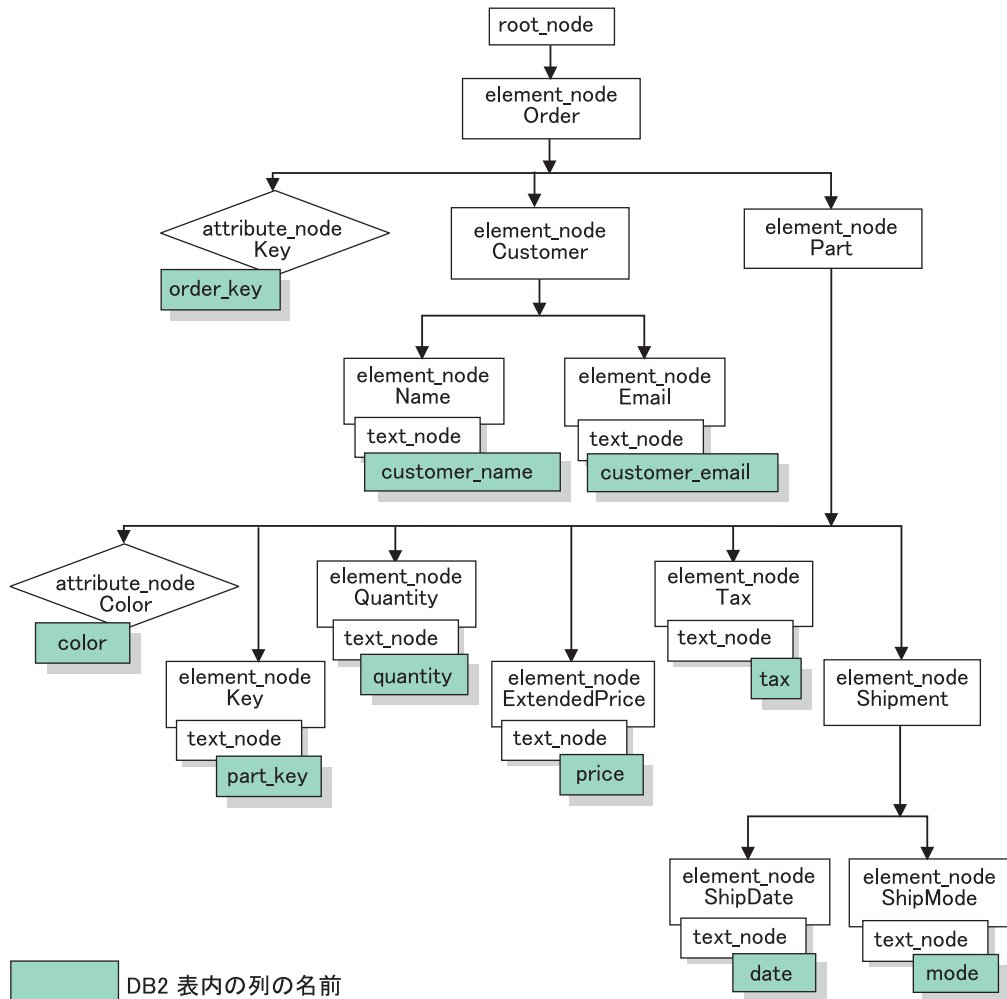 root_node
element_node
Order
attribute_node
Key
order_key
element_node
Customer
element_node
Part
element_node
Name
text_node
customer_name
element_node
Email
text_node
customer_email
attribute_node
Color
color
element_node
Key
text_node
part_key
element_node
Quantity
text_node
quantity
element_node
ExtendedPrice
text_node
price
element_node
Tax
text_node
tax
element_node
Shipment
element_node
ShipDate
text_node
date
element_node
ShipMode
text_node
mode
DB2 表内の列の名前